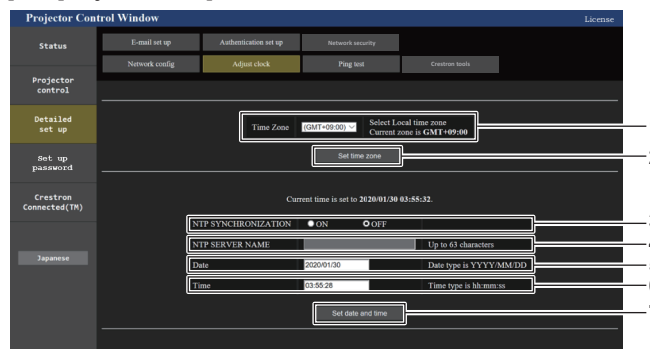 Projector Control Window
License
Status
E-mail set up
Authentication set up
Network security
Network config
Adjust clock
Ping test
Crestron tools
Projector
control
Detailed
set up
Time Zone
(GMT+09:00)
Select Local time zone
Current zone is GMT+09:00
Set time zone
Set up
password
Crestron
Connected(TM)
Current time is set to 2020/01/30 03:55:32.
NTP SYNCHRONIZATION
ON
OFF
NTP SERVER NAME
Up to 63 characters
Japanese
Date
2020/01/30
Date type is YYYY/MM/DD
Time
03:55:28
Time type is hh:mm:ss
Set date and time